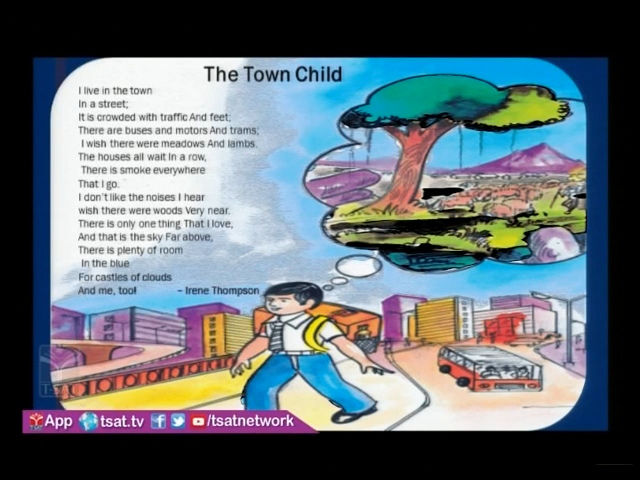 The Town Child
I live in the town
In a street;
It is crowded with traffic And feet;
There are buses and motors And trams;
I wish there were meadows And lambs.
The houses all wait In a row,
There is smoke everywhere
That I go.
I don't like the noises I hear
wish there were woods Very near.
There is only one thing That I love,
And that is the sky Far above,
There is plenty of room
In the blue
For castles of clouds
And me, too!
– Irene Thompson
App tsat.tv /tsatnetwork